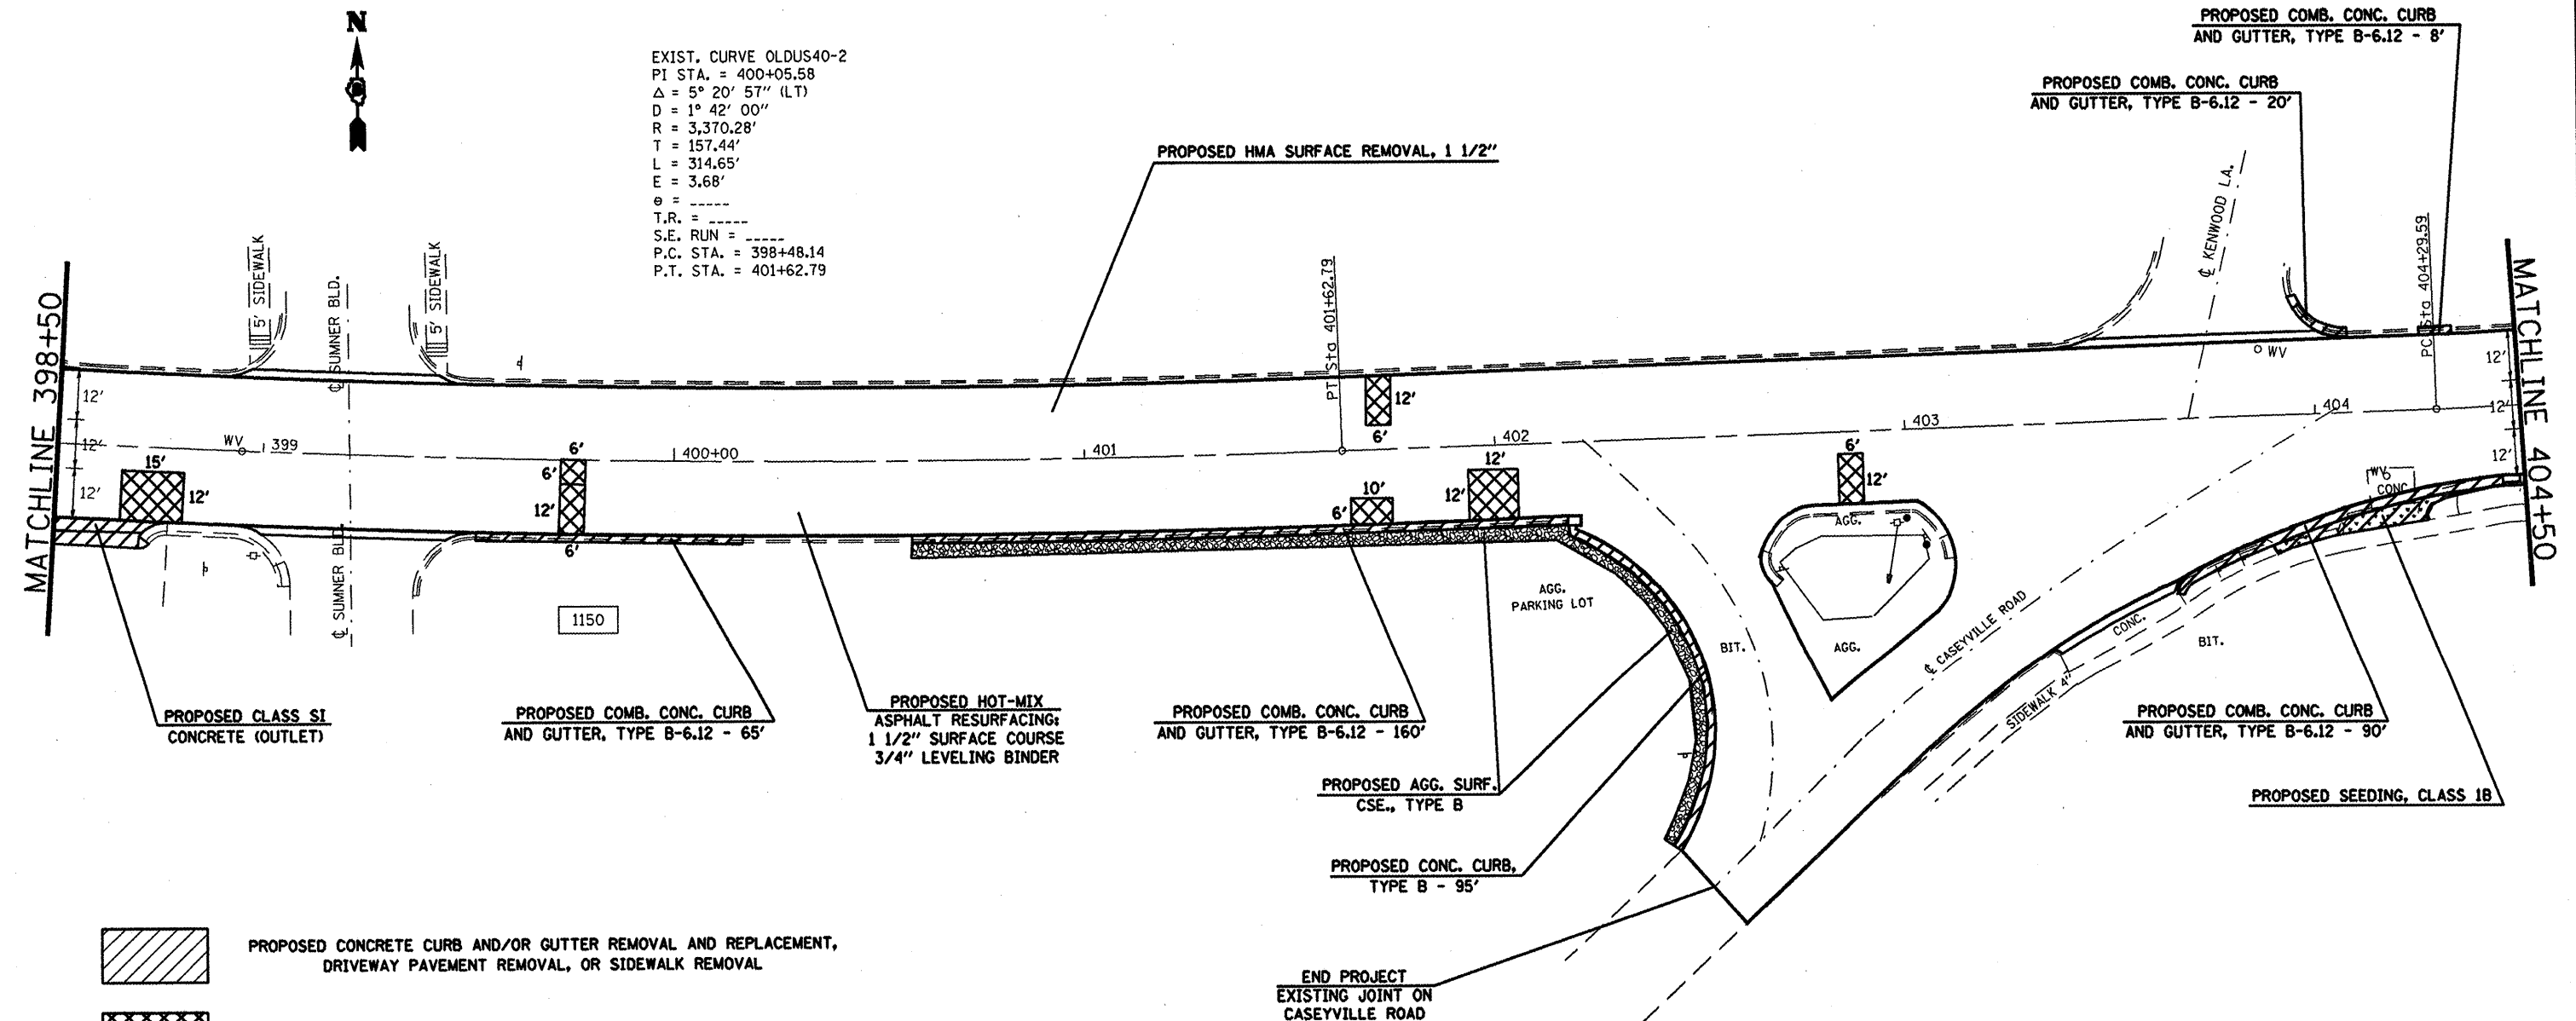 N
EXIST. CURVE OLDUS40-2
PI STA. = 400+05.58
Δ = 5° 20' 57" (LT)
D = 1° 42' 00"
R = 3,370.28'
T = 157.44'
L = 314.65'
E = 3.68'
e = _____
T.R. = _____
S.E. RUN = _____
P.C. STA. = 398+48.14
P.T. STA. = 401+62.79
PROPOSED HMA SURFACE REMOVAL, 1 1/2"
PROPOSED COMB. CONC. CURB
AND GUTTER, TYPE B-6.12 - 8'
PROPOSED COMB. CONC. CURB
AND GUTTER, TYPE B-6.12 - 20'
MATCHLINE 398+50
5' SIDEWALK
℄ SUMNER BLD.
5' SIDEWALK
PT Sta 401+62.79
℄ KENWOOD LA.
PC Sta 404+29.59
MATCHLINE 404+50
WV
12'
12'
12'
12'
12'
12'
WV
399
400+00
401
402
403
404
15'
12'
6'
6'
12'
6'
12'
6'
10'
6'
12'
12'
6'
12'
WV
CONC
℄ SUMNER BLD.
1150
AGG.
PARKING LOT
AGG.
AGG.
BIT.
℄ CASEYVILLE ROAD
CONC.
SIDEWALK 4"
BIT.
PROPOSED CLASS SI
CONCRETE (OUTLET)
PROPOSED COMB. CONC. CURB
AND GUTTER, TYPE B-6.12 - 65'
PROPOSED HOT-MIX
ASPHALT RESURFACING:
1 1/2" SURFACE COURSE
3/4" LEVELING BINDER
PROPOSED COMB. CONC. CURB
AND GUTTER, TYPE B-6.12 - 160'
PROPOSED AGG. SURF.
CSE., TYPE B
PROPOSED CONC. CURB,
TYPE B - 95'
PROPOSED COMB. CONC. CURB
AND GUTTER, TYPE B-6.12 - 90'
PROPOSED SEEDING, CLASS 1B
END PROJECT
EXISTING JOINT ON
CASEYVILLE ROAD
PROPOSED CONCRETE CURB AND/OR GUTTER REMOVAL AND REPLACEMENT,
DRIVEWAY PAVEMENT REMOVAL, OR SIDEWALK REMOVAL